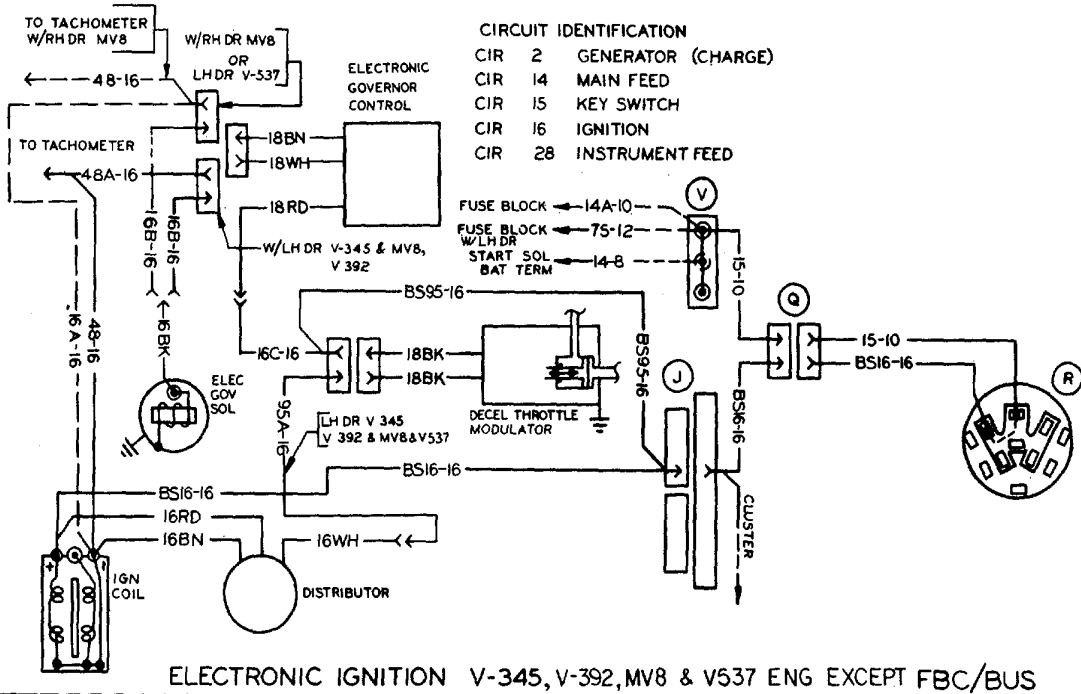 TO TACHOMETER
W/RH DR MV8
W/RH DR MV8
OR
LH DR V-537
48-16
ELECTRONIC
GOVERNOR
CONTROL
CIRCUIT IDENTIFICATION
CIR 2 GENERATOR (CHARGE)
CIR 14 MAIN FEED
CIR 15 KEY SWITCH
CIR 16 IGNITION
CIR 28 INSTRUMENT FEED
TO TACHOMETER
48A-16
18BN
18WH
18RD
W/LH DR V-345 & MV8,
V 392
16B-16
16B-16
16BK
FUSE BLOCK
14A-10
FUSE BLOCK
W/LH DR
75-12
START SOL
BAT TERM
14-8
V
15-10
Q
15-10
BS16-16
R
BS95-16
BS95-16
16C-16
18BK
18BK
DECEL THROTTLE
MODULATOR
J
BS16-16
CLUSTER
16A-16
48-16
ELEC
GOV
SOL
95A-16
LH DR V 345
V 392 & MV8 & V537
BS16-16
BS16-16
16RD
16BN
16WH
+
-
IGN
COIL
DISTRIBUTOR
ELECTRONIC IGNITION V-345, V-392, MV8 & V537 ENG EXCEPT FBC/BUS